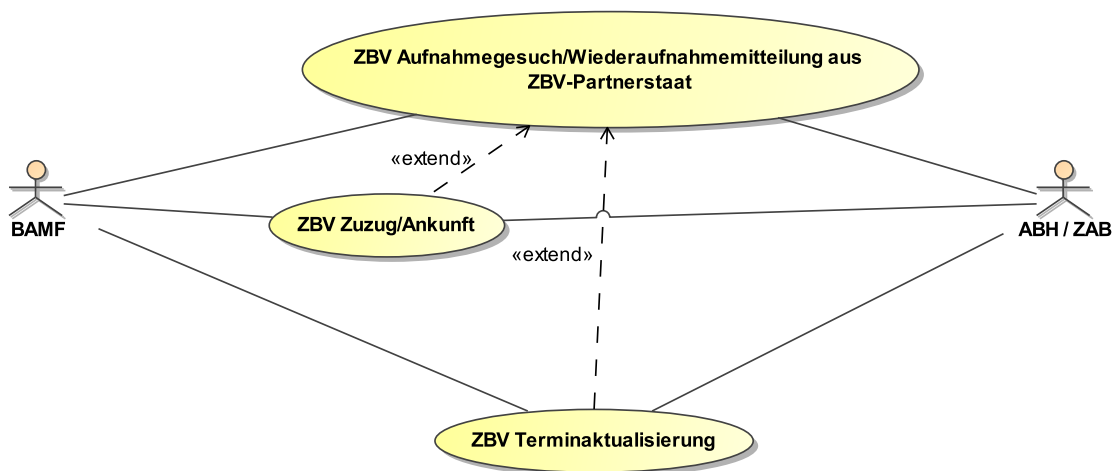 ZBV Aufnahmegesuch/Wiederaufnahmemitteilung aus
ZBV-Partnerstaat
«extend»
BAMF
ZBV Zuzug/Ankunft
ABH / ZAB
«extend»
ZBV Terminaktualisierung